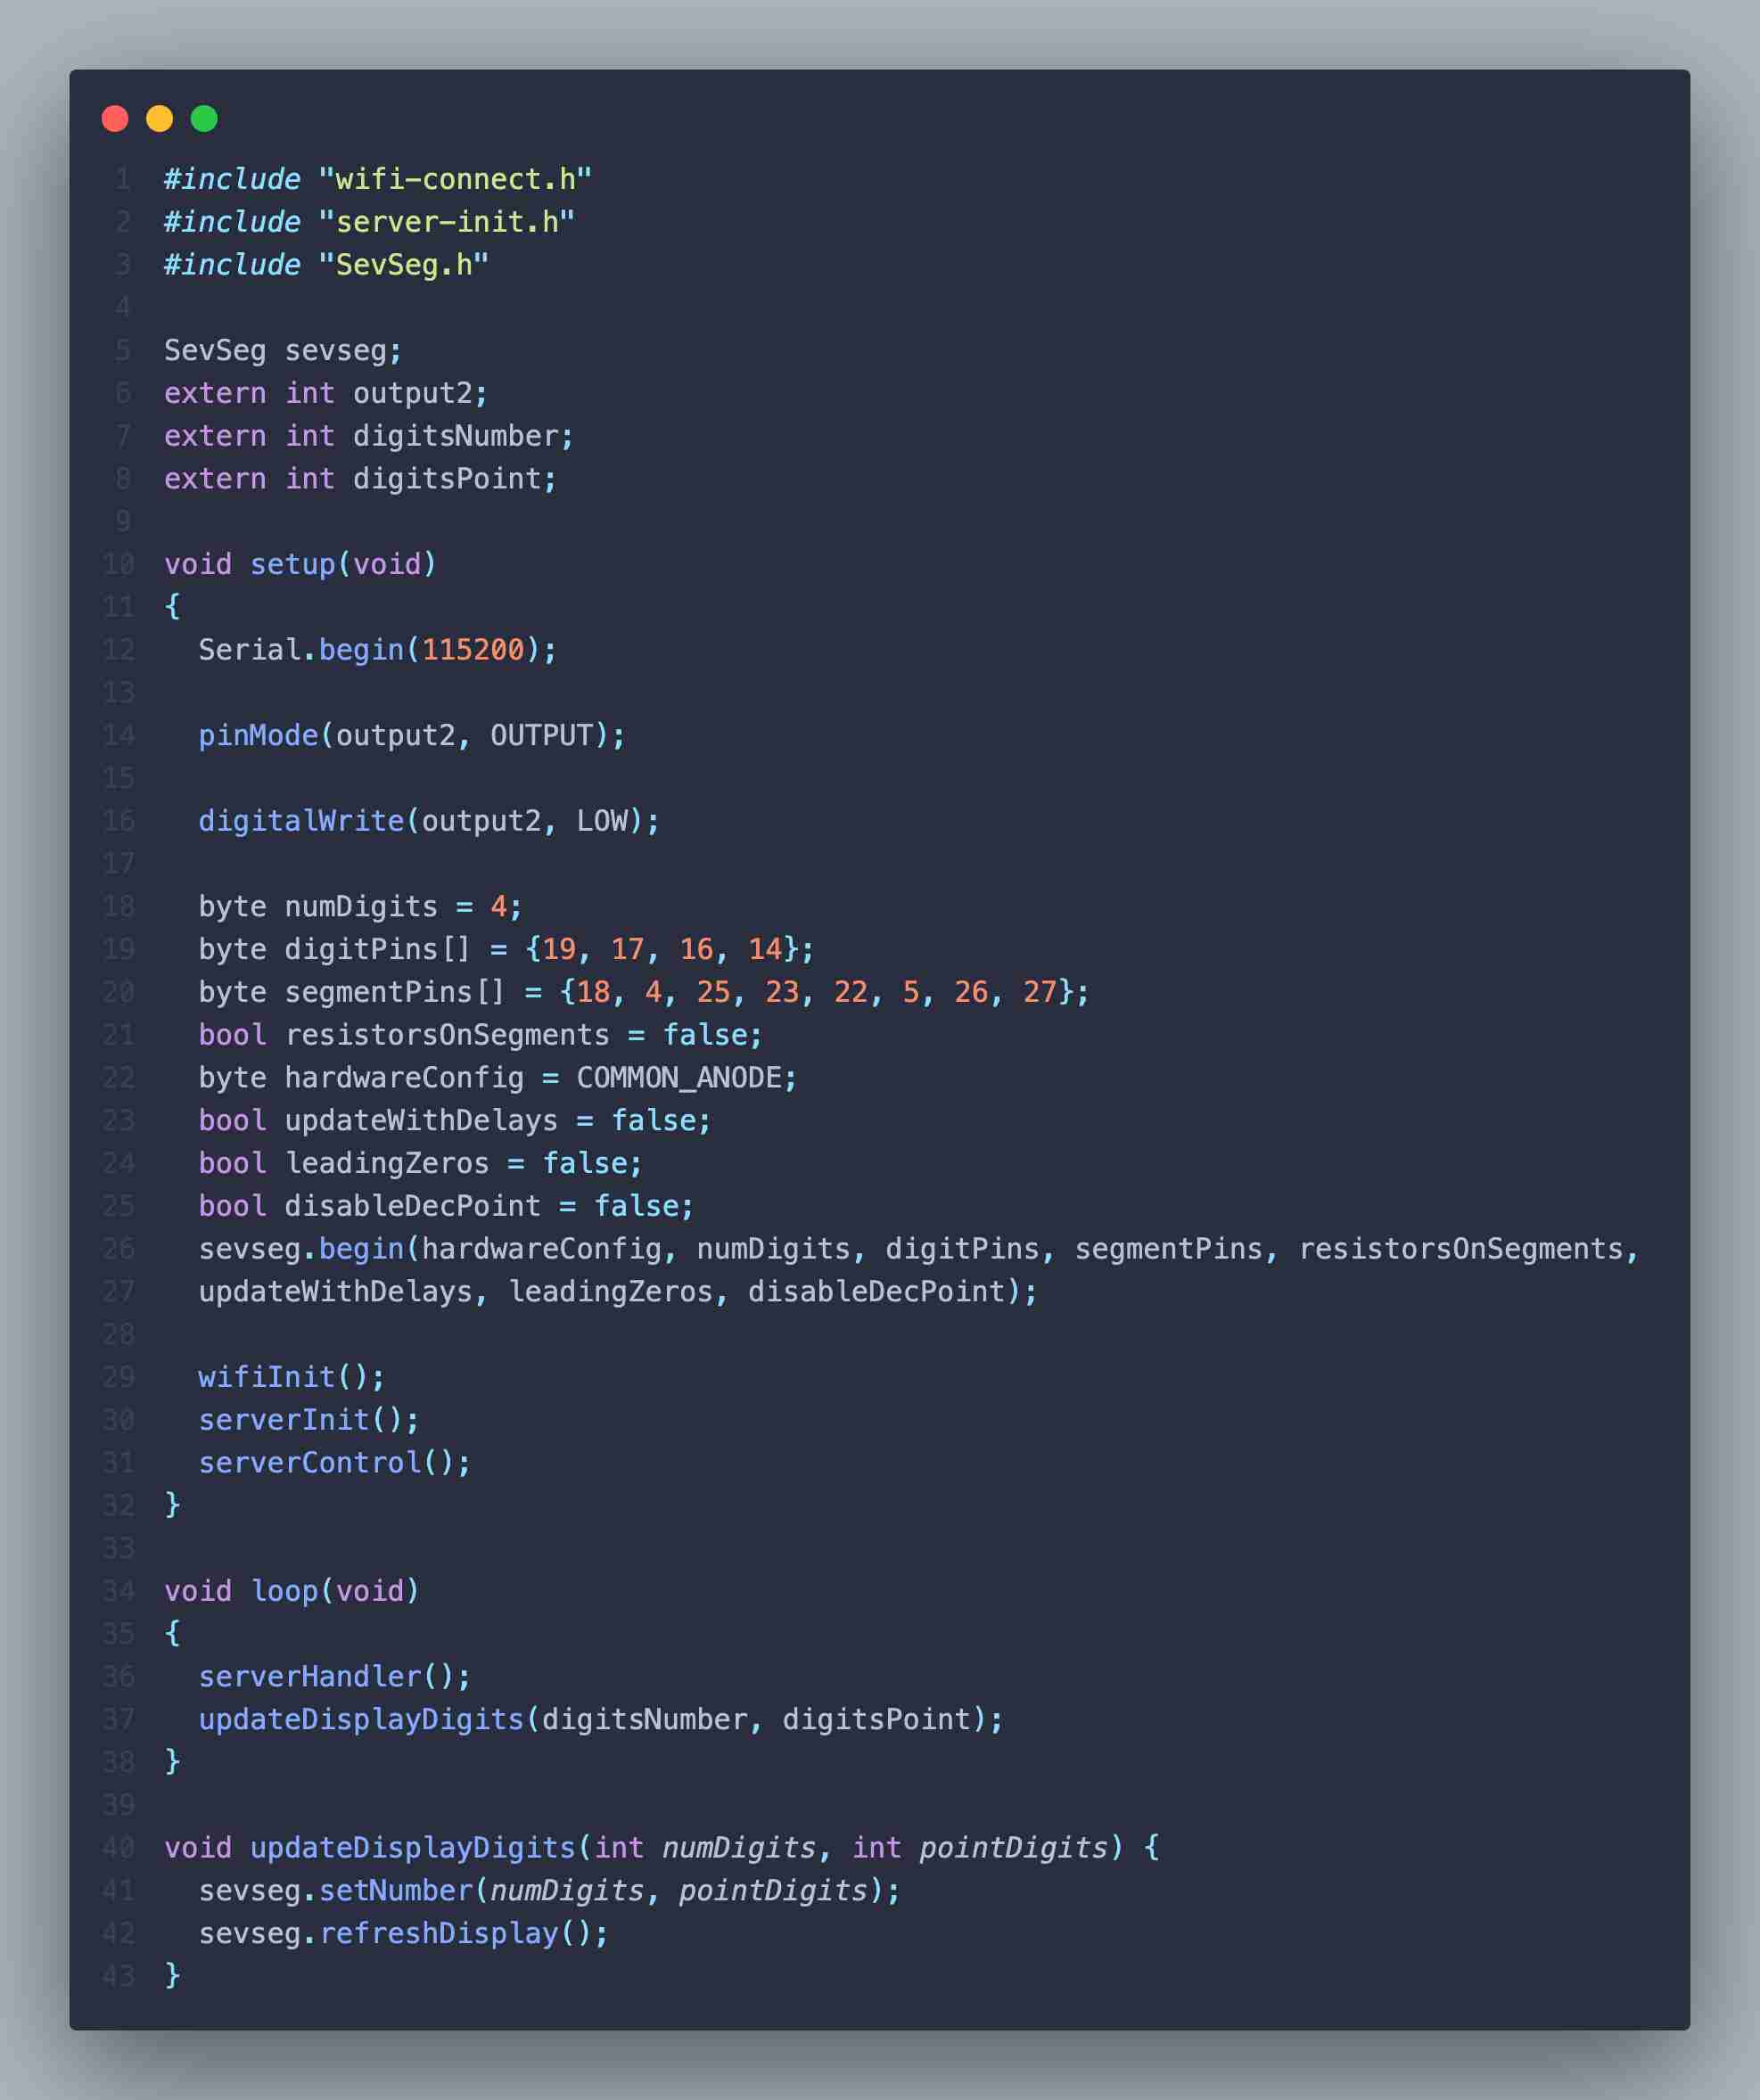 1 #include "wifi-connect.h"
2 #include "server-init.h"
3 #include "SevSeg.h"
4
5 SevSeg sevseg;
6 extern int output2;
7 extern int digitsNumber;
8 extern int digitsPoint;
9
10 void setup(void)
11 {
12   Serial.begin(115200);
13
14   pinMode(output2, OUTPUT);
15
16   digitalWrite(output2, LOW);
17
18   byte numDigits = 4;
19   byte digitPins[] = {19, 17, 16, 14};
20   byte segmentPins[] = {18, 4, 25, 23, 22, 5, 26, 27};
21   bool resistorsOnSegments = false;
22   byte hardwareConfig = COMMON_ANODE;
23   bool updateWithDelays = false;
24   bool leadingZeros = false;
25   bool disableDecPoint = false;
26   sevseg.begin(hardwareConfig, numDigits, digitPins, segmentPins, resistorsOnSegments,
27   updateWithDelays, leadingZeros, disableDecPoint);
28
29   wifiInit();
30   serverInit();
31   serverControl();
32 }
33
34 void loop(void)
35 {
36   serverHandler();
37   updateDisplayDigits(digitsNumber, digitsPoint);
38 }
39
40 void updateDisplayDigits(int numDigits, int pointDigits) {
41   sevseg.setNumber(numDigits, pointDigits);
42   sevseg.refreshDisplay();
43 }